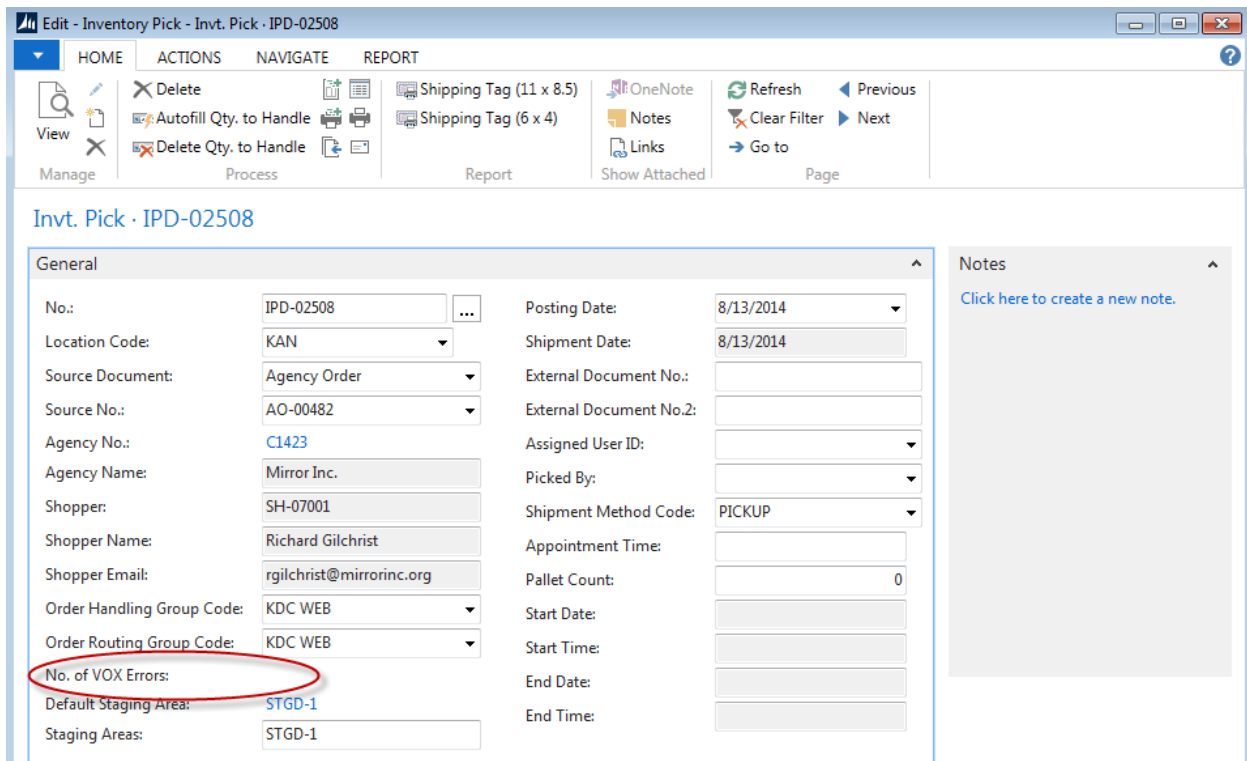 Edit - Inventory Pick - Invt. Pick · IPD-02508
HOME ACTIONS NAVIGATE REPORT
View
Manage
Delete
Autofill Qty. to Handle
Delete Qty. to Handle
Process
Shipping Tag (11 x 8.5)
Shipping Tag (6 x 4)
Report
OneNote
Notes
Links
Show Attached
Refresh
Clear Filter
Go to
Previous
Next
Page
Invt. Pick · IPD-02508
General
No.: IPD-02508 ...
Location Code: KAN
Source Document: Agency Order
Source No.: AO-00482
Agency No.: C1423
Agency Name: Mirror Inc.
Shopper: SH-07001
Shopper Name: Richard Gilchrist
Shopper Email: rgilchrist@mirrorinc.org
Order Handling Group Code: KDC WEB
Order Routing Group Code: KDC WEB
No. of VOX Errors:
Default Staging Area: STGD-1
Staging Areas: STGD-1
Posting Date: 8/13/2014
Shipment Date: 8/13/2014
External Document No.:
External Document No.2:
Assigned User ID:
Picked By:
Shipment Method Code: PICKUP
Appointment Time:
Pallet Count: 0
Start Date:
Start Time:
End Date:
End Time:
Notes
Click here to create a new note.